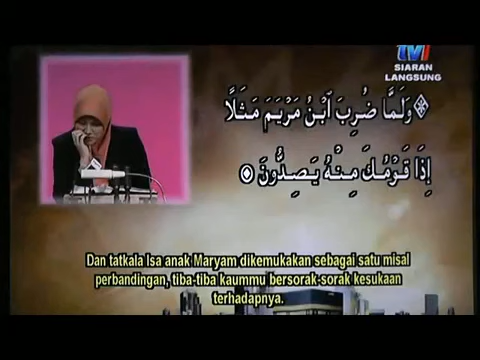 TV1
SIARAN
LANGSUNG
۞ وَلَمَّا ضُرِبَ ٱبْنُ مَرْيَمَ مَثَلًا
إِذَا قَوْمُكَ مِنْهُ يَصِدُّونَ
Dan tatkala Isa anak Maryam dikemukakan sebagai satu misal
perbandingan, tiba-tiba kaummu bersorak-sorak kesukaan
terhadapnya.